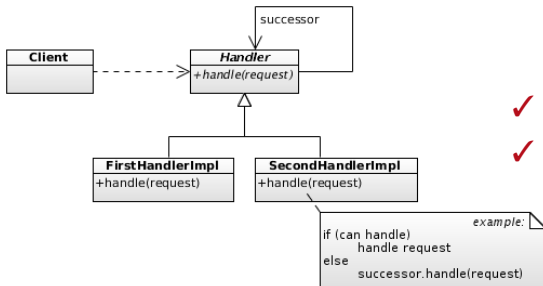 successor
Client
Handler
+handle(request)
FirstHandlerImpl
+handle(request)
SecondHandlerImpl
+handle(request)
example:
if (can handle)
handle request
else
successor.handle(request)